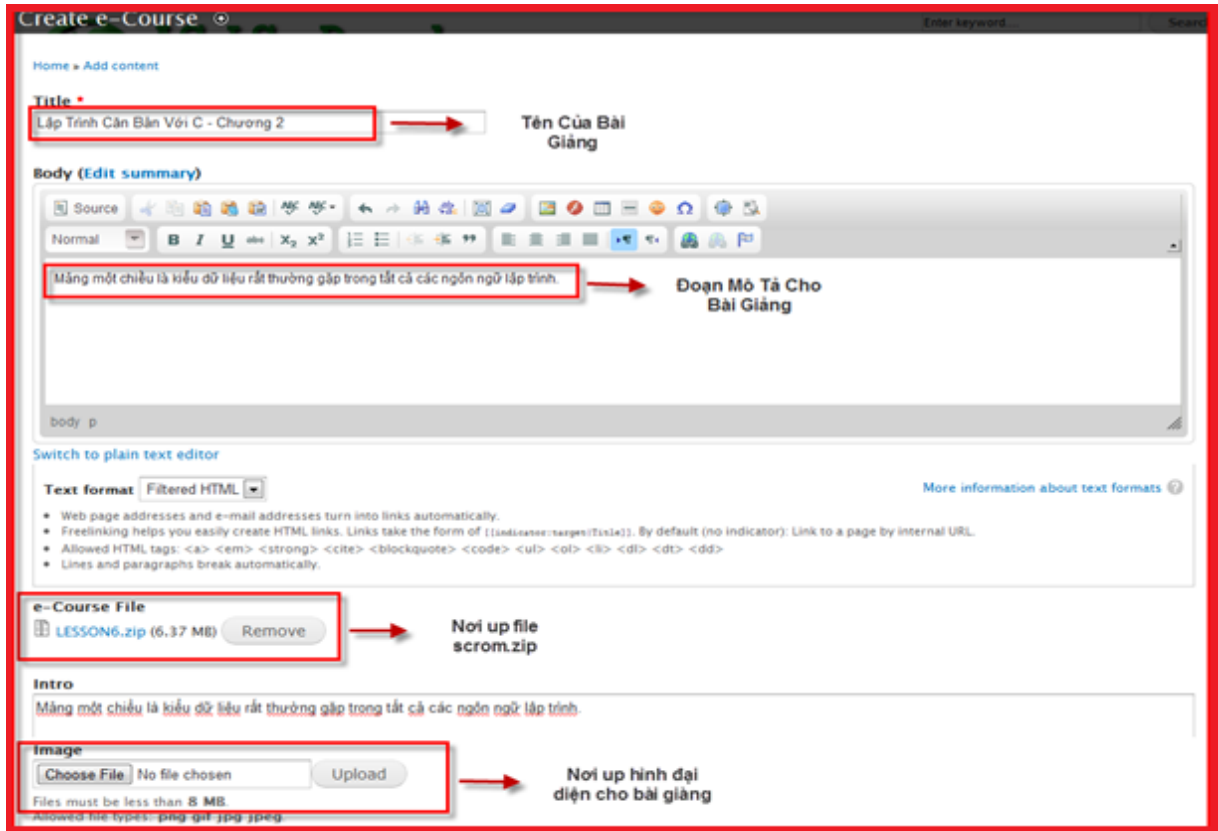 Create e-Course
Enter keyword...
Searc
Home » Add content
Title *
Lập Trình Căn Bản Với C - Chương 2
Tên Của Bài
Giảng
Body (Edit summary)
Source
Normal
B I U abc X₂ X²
Mảng một chiều là kiểu dữ liệu rất thường gặp trong tất cả các ngôn ngữ lập trình.
Đoạn Mô Tả Cho
Bài Giảng
body p
Switch to plain text editor
Text format Filtered HTML
More information about text formats
Web page addresses and e-mail addresses turn into links automatically.
Freelinking helps you easily create HTML links. Links take the form of [[indicator:target|Title]]. By default (no indicator): Link to a page by internal URL.
Allowed HTML tags: <a> <em> <strong> <cite> <blockquote> <code> <ul> <ol> <li> <dl> <dt> <dd>
Lines and paragraphs break automatically.
e-Course File
LESSON6.zip (6.37 MB) Remove
Nơi up file
scrom.zip
Intro
Mảng một chiều là kiểu dữ liệu rất thường gặp trong tất cả các ngôn ngữ lập trình.
Image
Choose File No file chosen Upload
Nơi up hình đại
diện cho bài giảng
Files must be less than 8 MB.
Allowed file types: png gif jpg jpeg.